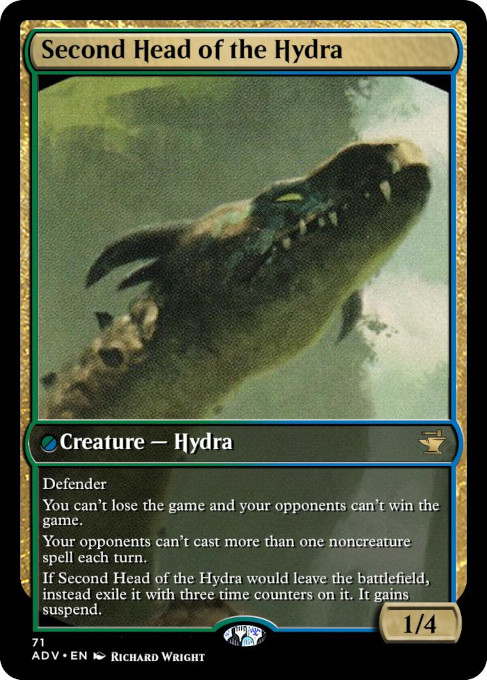 Second Head of the Hydra
Creature — Hydra
Defender
You can't lose the game and your opponents can't win the
game.
Your opponents can't cast more than one noncreature
spell each turn.
If Second Head of the Hydra would leave the battlefield,
instead exile it with three time counters on it. It gains
suspend.
1/4
71
ADV • EN Richard Wright